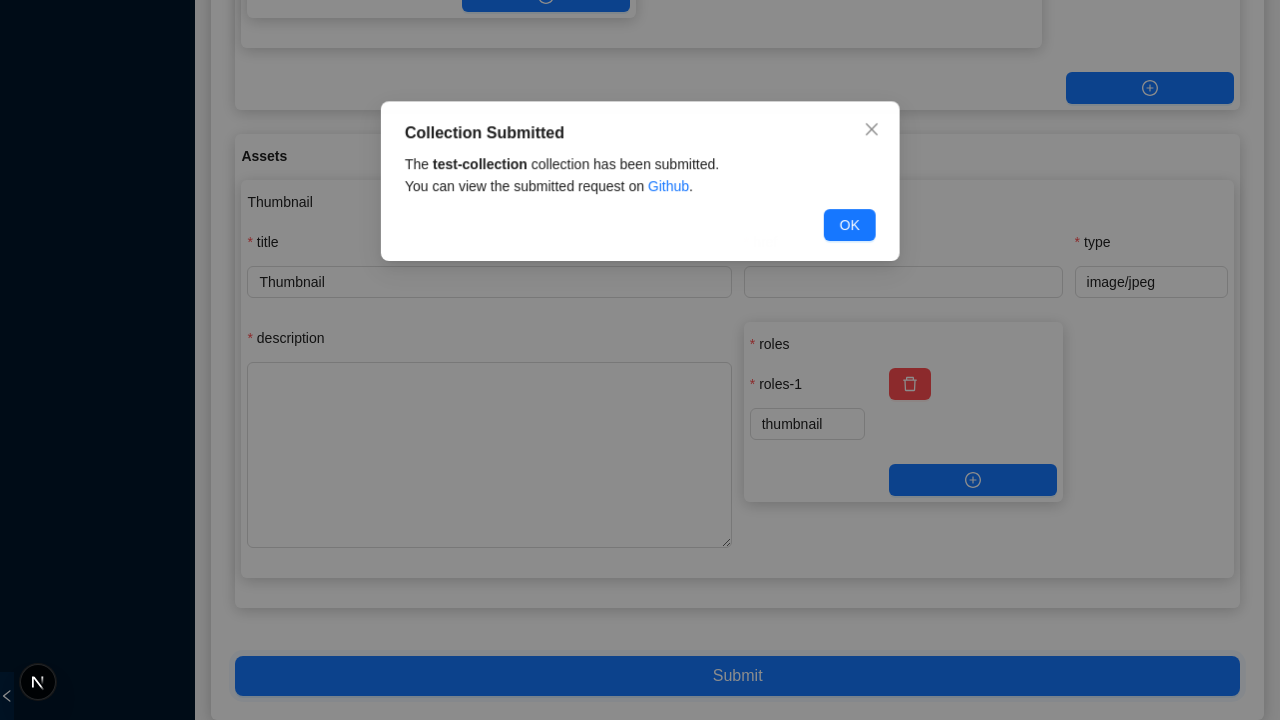 Collection Submitted
The test-collection collection has been submitted.
You can view the submitted request on Github.
OK
Assets
Thumbnail
* title
* type
Thumbnail
image/jpeg
* description
* roles
* roles-1
thumbnail
N
Submit